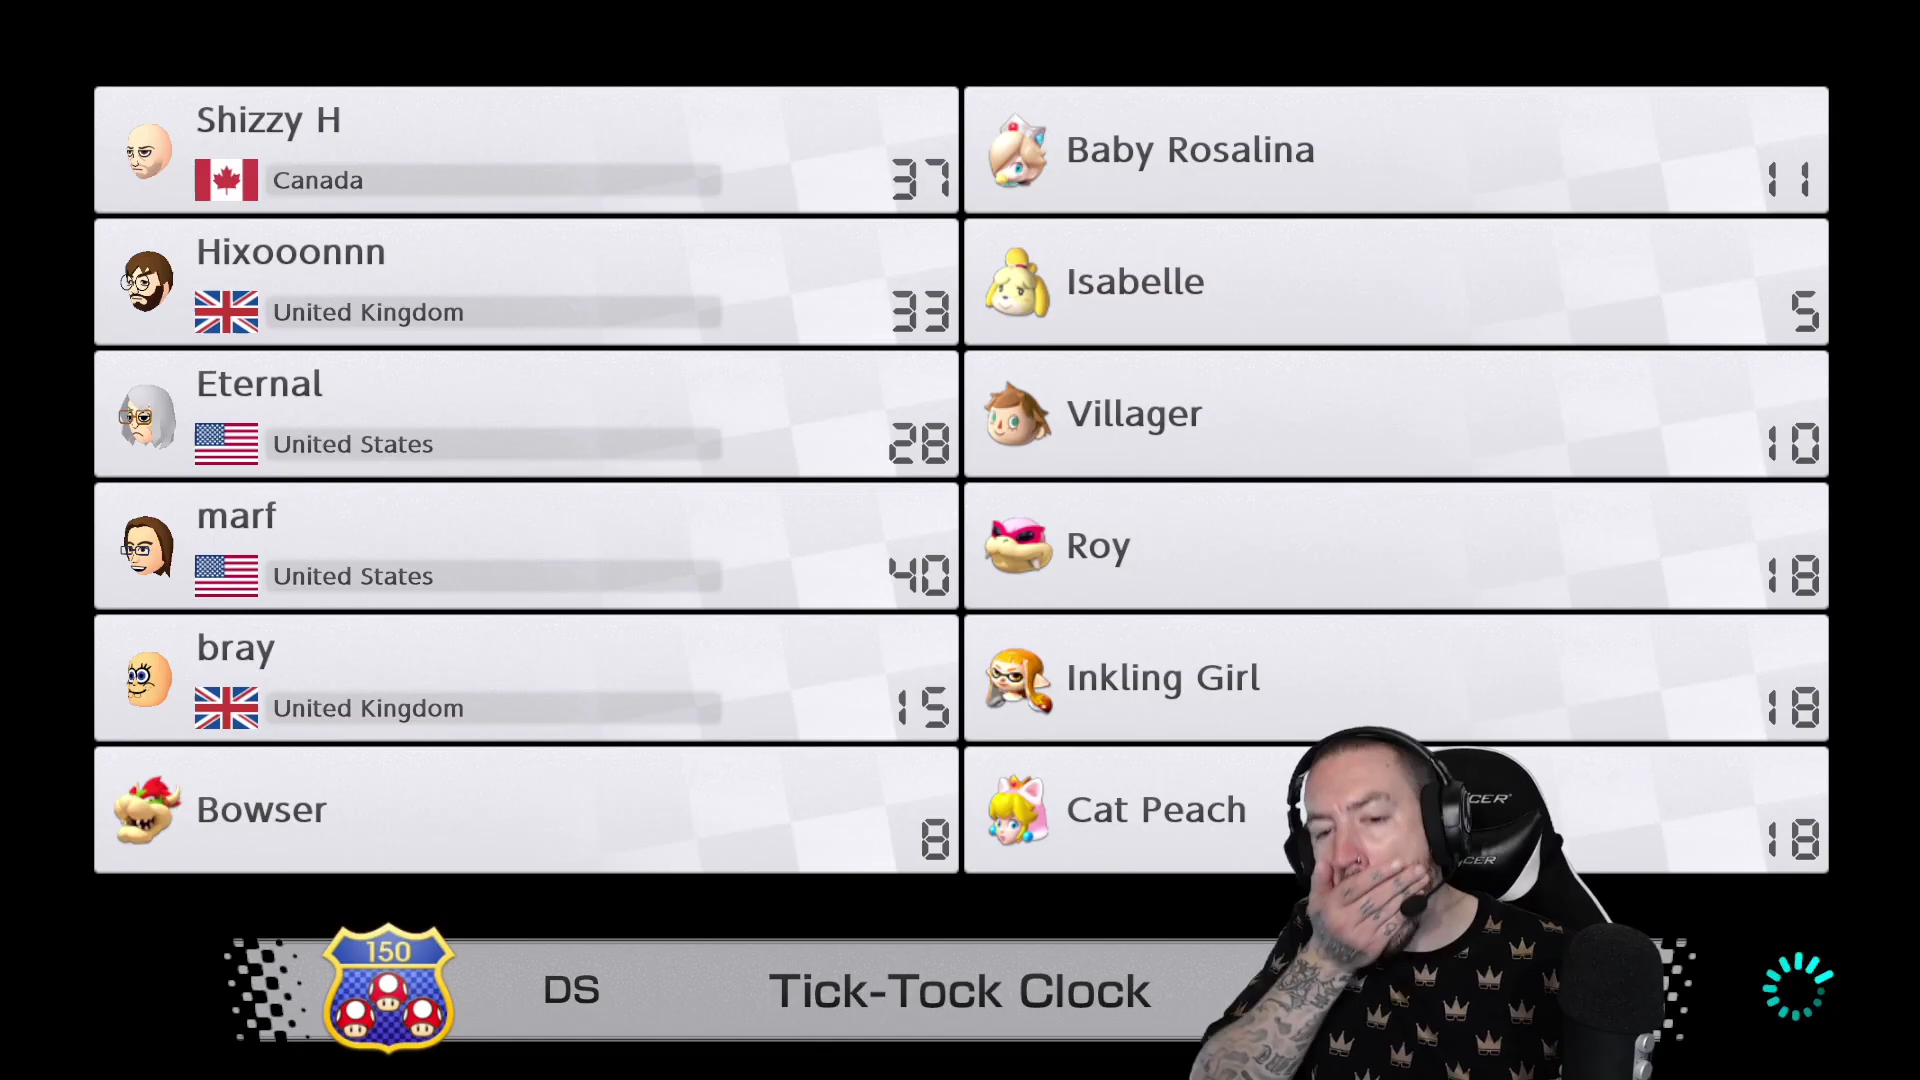 Shizzy H
Canada
37
Hixooonnn
United Kingdom
33
Eternal
United States
28
marf
United States
40
bray
United Kingdom
15
Bowser
8
Baby Rosalina
11
Isabelle
5
Villager
10
Roy
18
Inkling Girl
18
Cat Peach
18
150
DS
Tick-Tock Clock